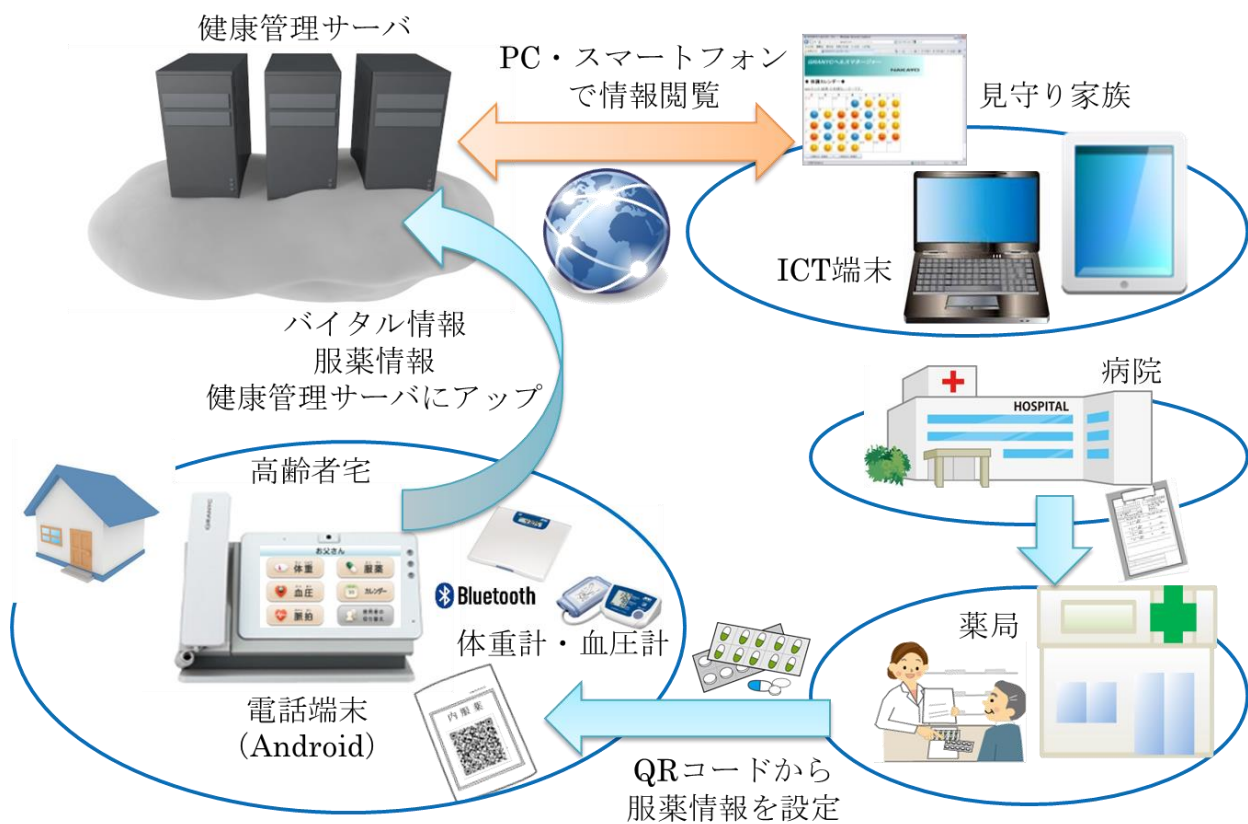 健康管理サーバ
PC・スマートフォン
で情報閲覧
見守り家族
ICT端末
バイタル情報
服薬情報
健康管理サーバにアップ
病院
HOSPITAL
高齢者宅
お父さん
体重
服薬
血圧
カレンダー
脈拍
Bluetooth
体重計・血圧計
電話端末
(Android)
内服薬
薬局
QRコードから
服薬情報を設定